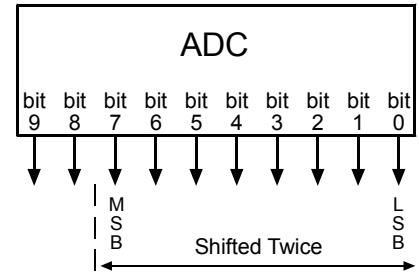 ADC
bit bit bit bit bit bit bit bit bit bit
9 8 7 6 5 4 3 2 1 0
M L
S S
B B
Shifted Twice